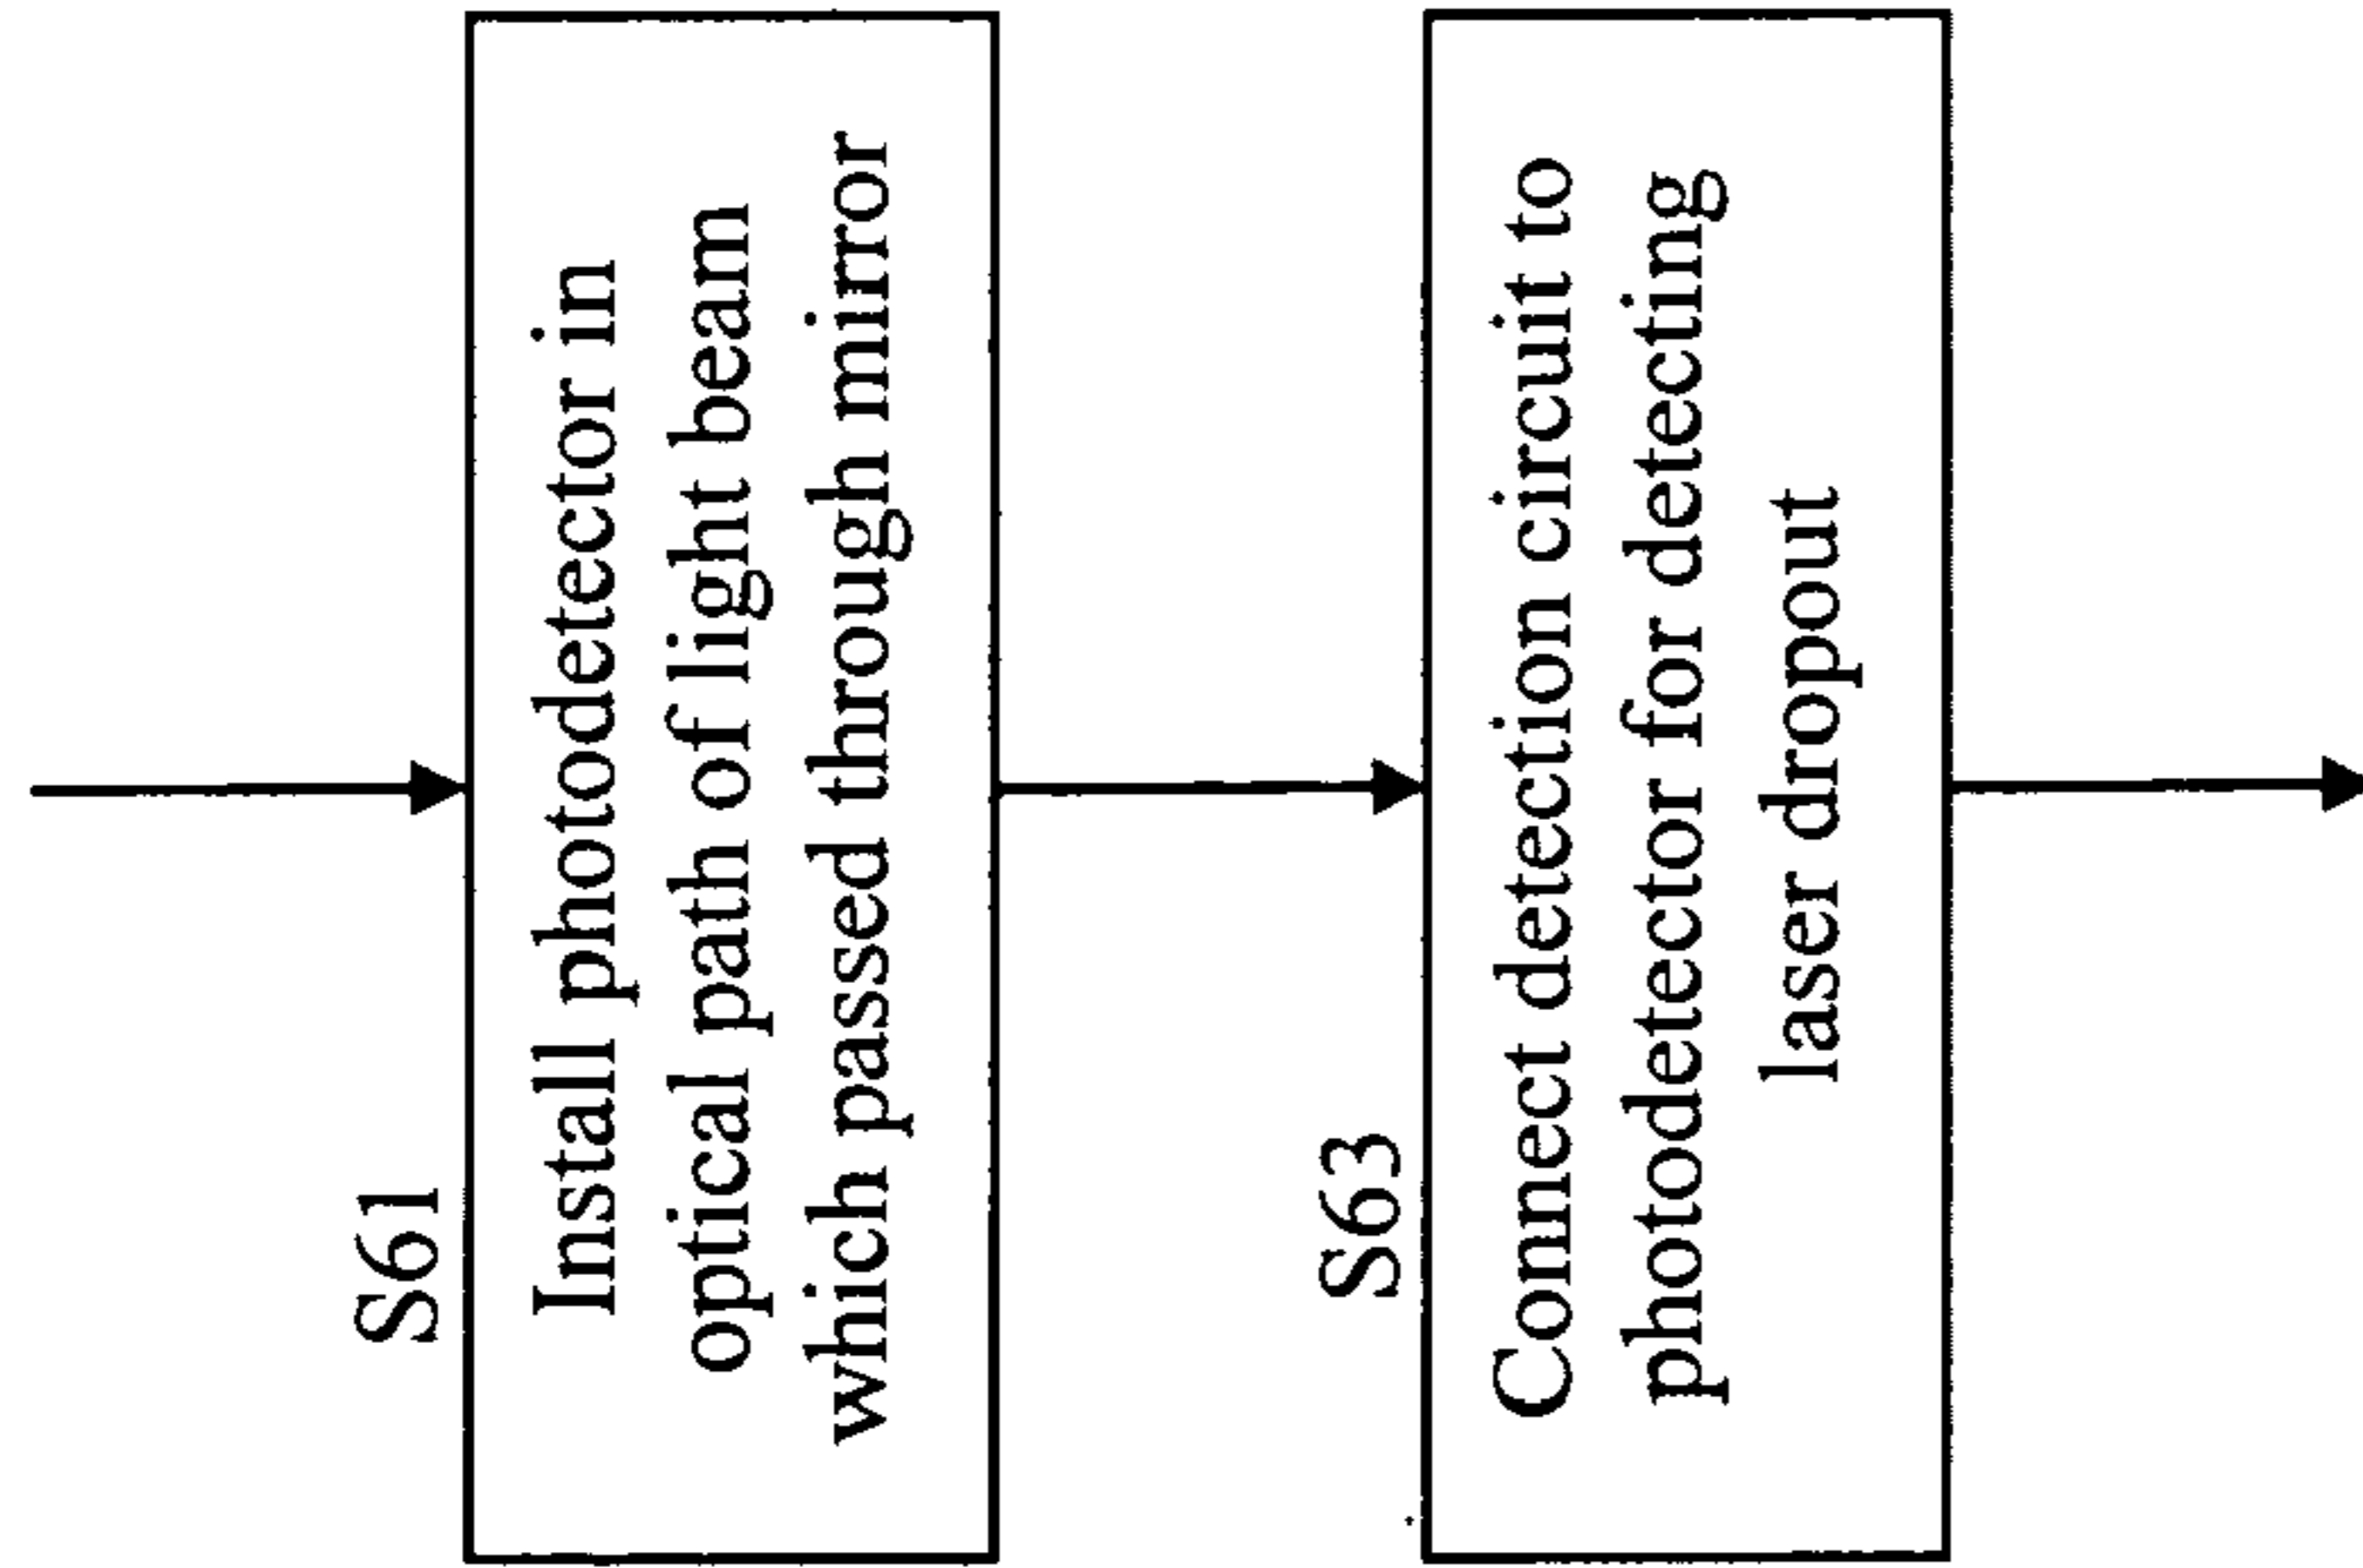 S61
Install photodetector in
optical path of light beam
which passed through mirror
S63
Connect detection circuit to
photodetector for detecting
laser dropout